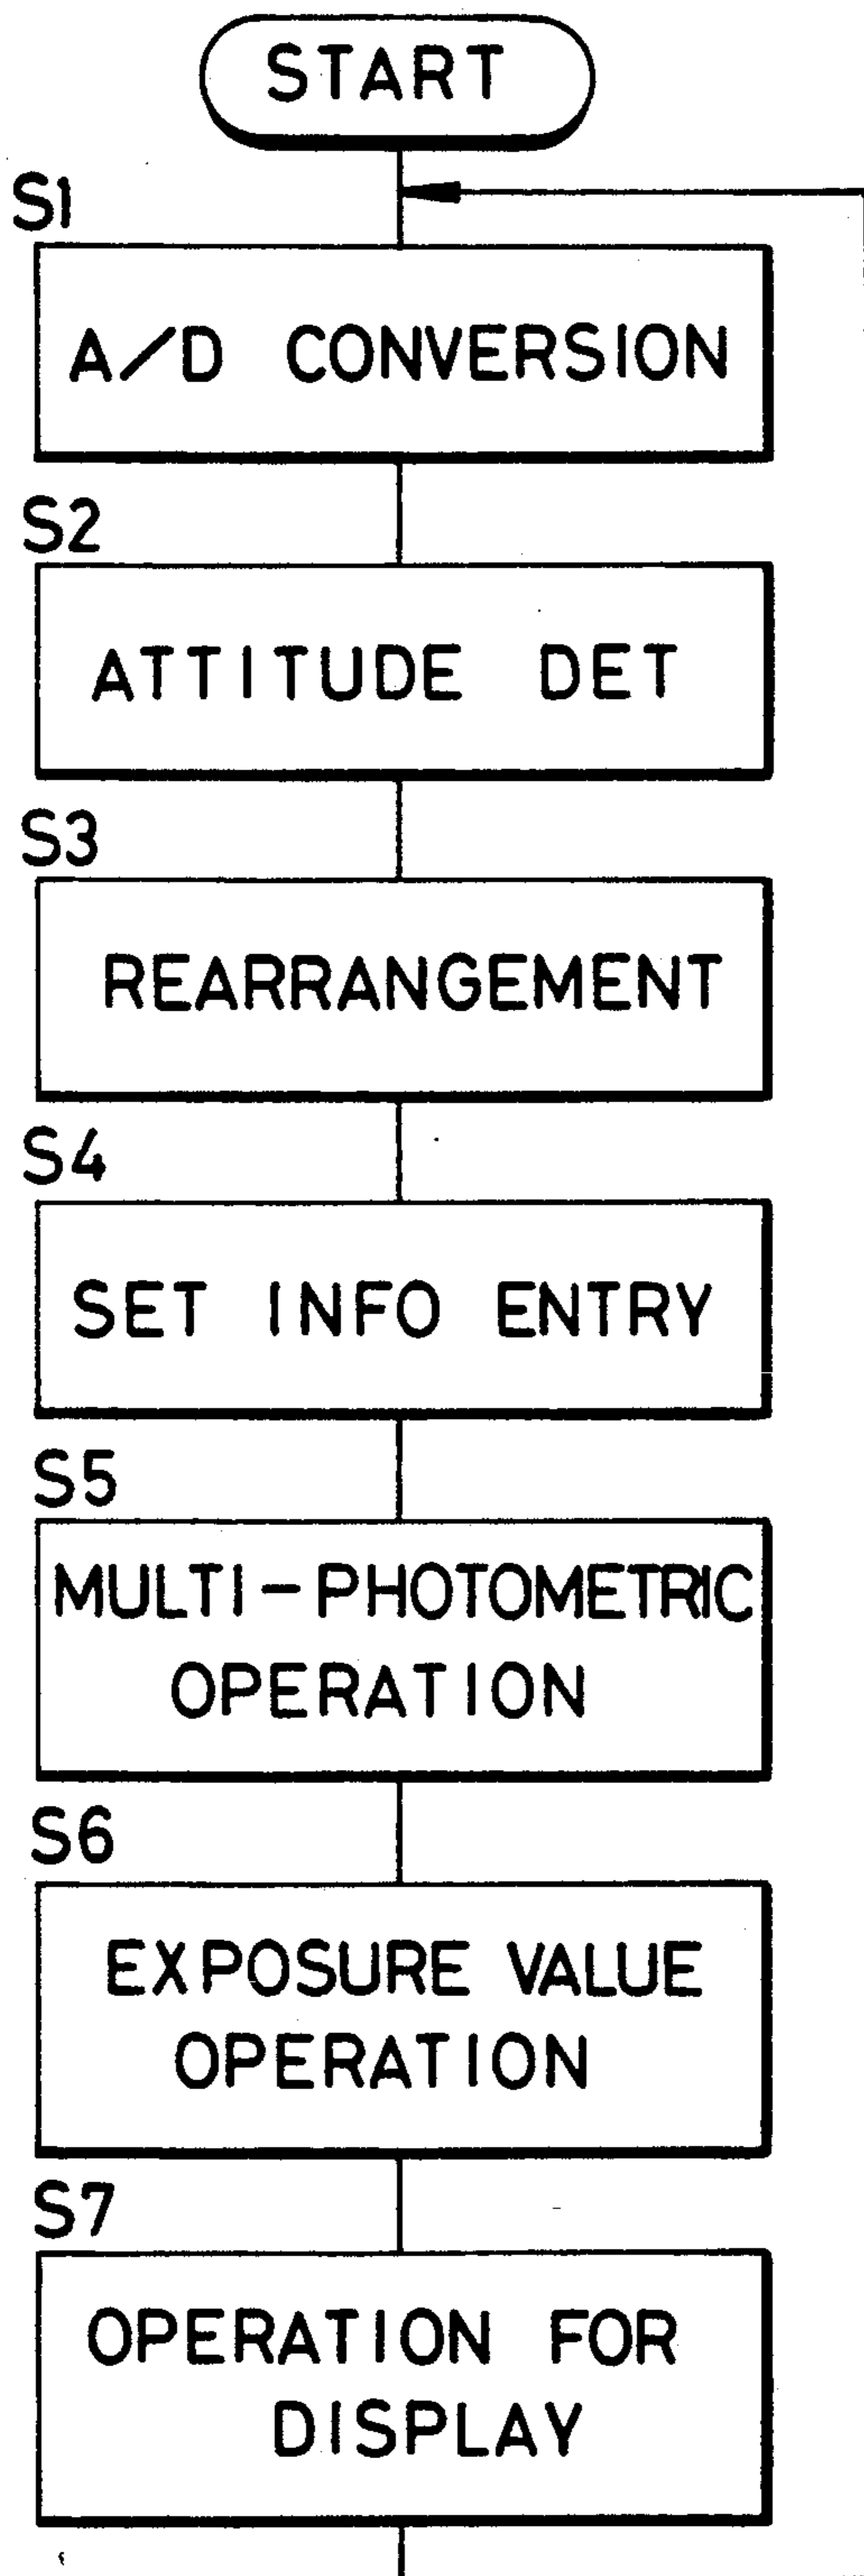 START
S1
A/D CONVERSION
S2
ATTITUDE DET
S3
REARRANGEMENT
S4
SET INFO ENTRY
S5
MULTI-PHOTOMETRIC
OPERATION
S6
EXPOSURE VALUE
OPERATION
S7
OPERATION FOR
DISPLAY